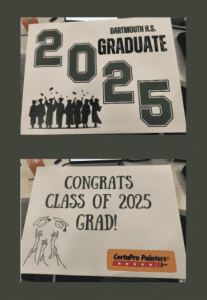 DARTMOUTH H.S.
GRADUATE
2025
CONGRATS
CLASS OF 2025
GRAD!
CertaPro Painters®